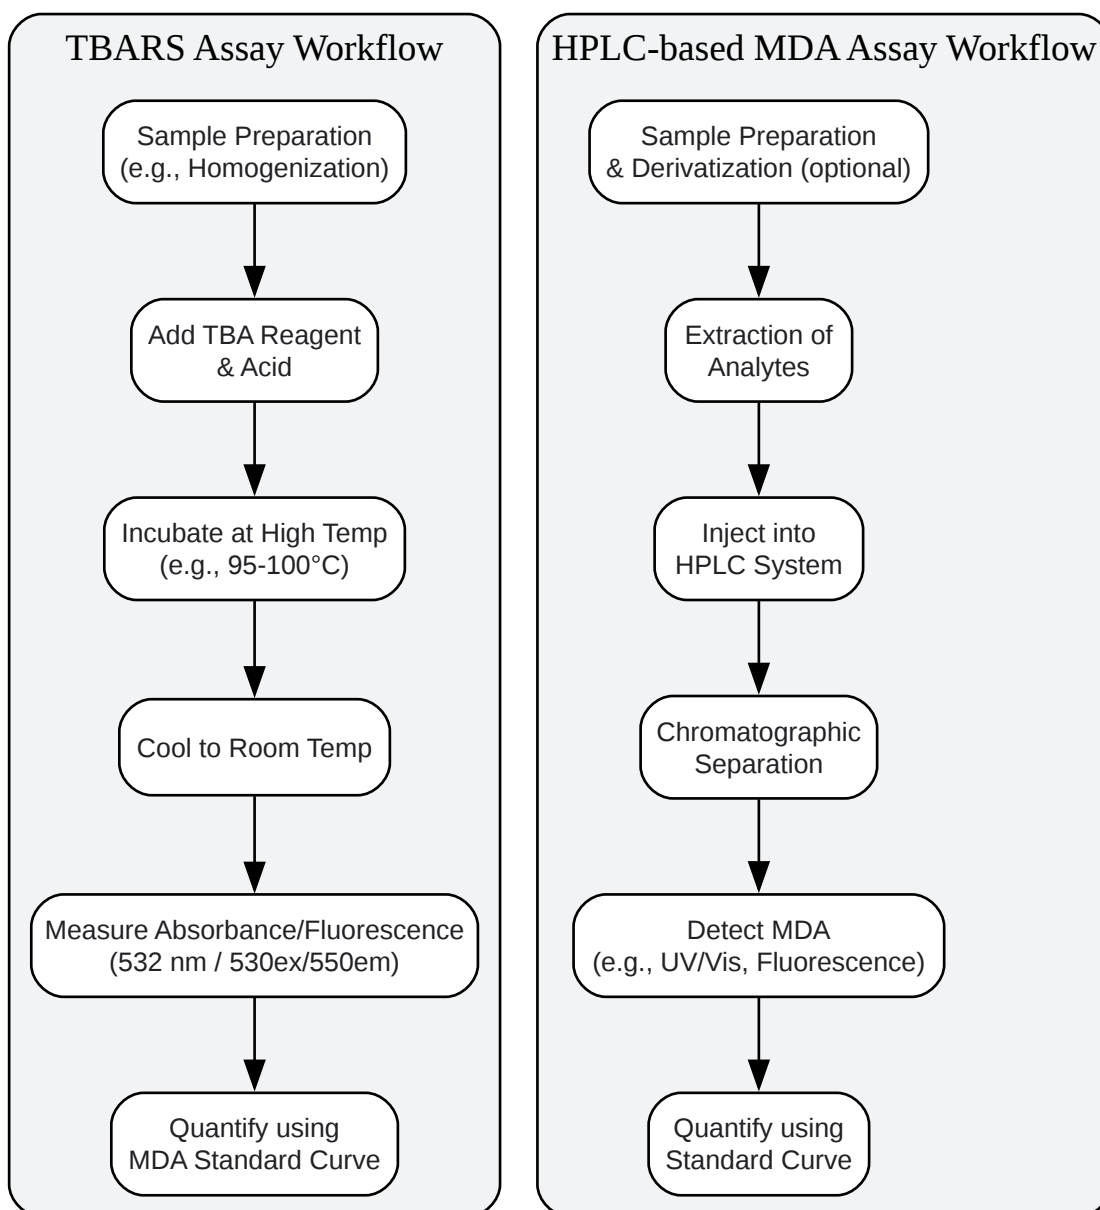 TBARS Assay Workflow
Sample Preparation
(e.g., Homogenization)
Add TBA Reagent
& Acid
Incubate at High Temp
(e.g., 95-100°C)
Cool to Room Temp
Measure Absorbance/Fluorescence
(532 nm / 530ex/550em)
Quantify using
MDA Standard Curve
HPLC-based MDA Assay Workflow
Sample Preparation
& Derivatization (optional)
Extraction of
Analytes
Inject into
HPLC System
Chromatographic
Separation
Detect MDA
(e.g., UV/Vis, Fluorescence)
Quantify using
Standard Curve